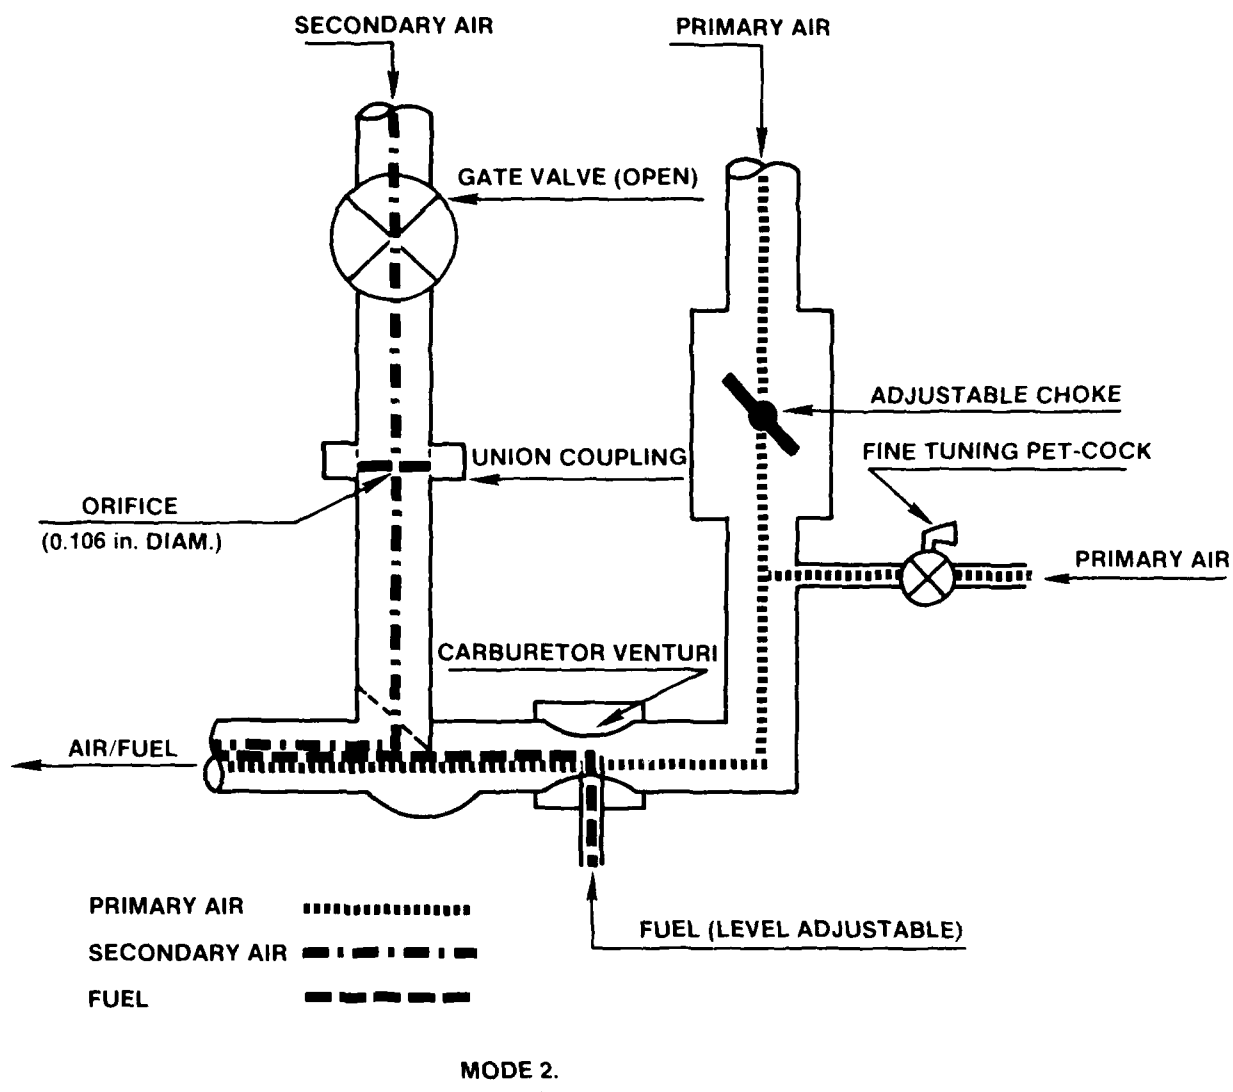 SECONDARY AIR
PRIMARY AIR
GATE VALVE (OPEN)
ADJUSTABLE CHOKE
FINE TUNING PET-COCK
UNION COUPLING
ORIFICE
(0.106 in. DIAM.)
PRIMARY AIR
CARBURETOR VENTURI
AIR/FUEL
PRIMARY AIR
SECONDARY AIR
FUEL
FUEL (LEVEL ADJUSTABLE)
MODE 2.